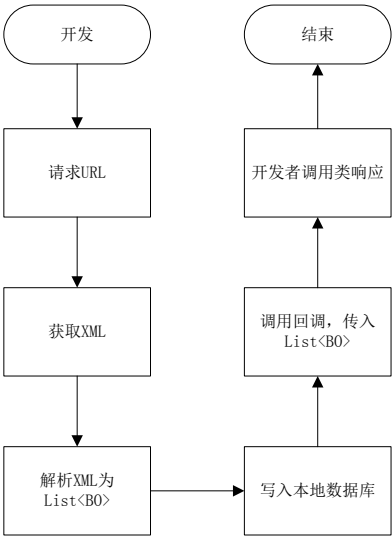 开发
请求URL
获取XML
解析XML为
List<BO>
写入本地数据库
调用回调，传入
List<BO>
开发者调用类响应
结束